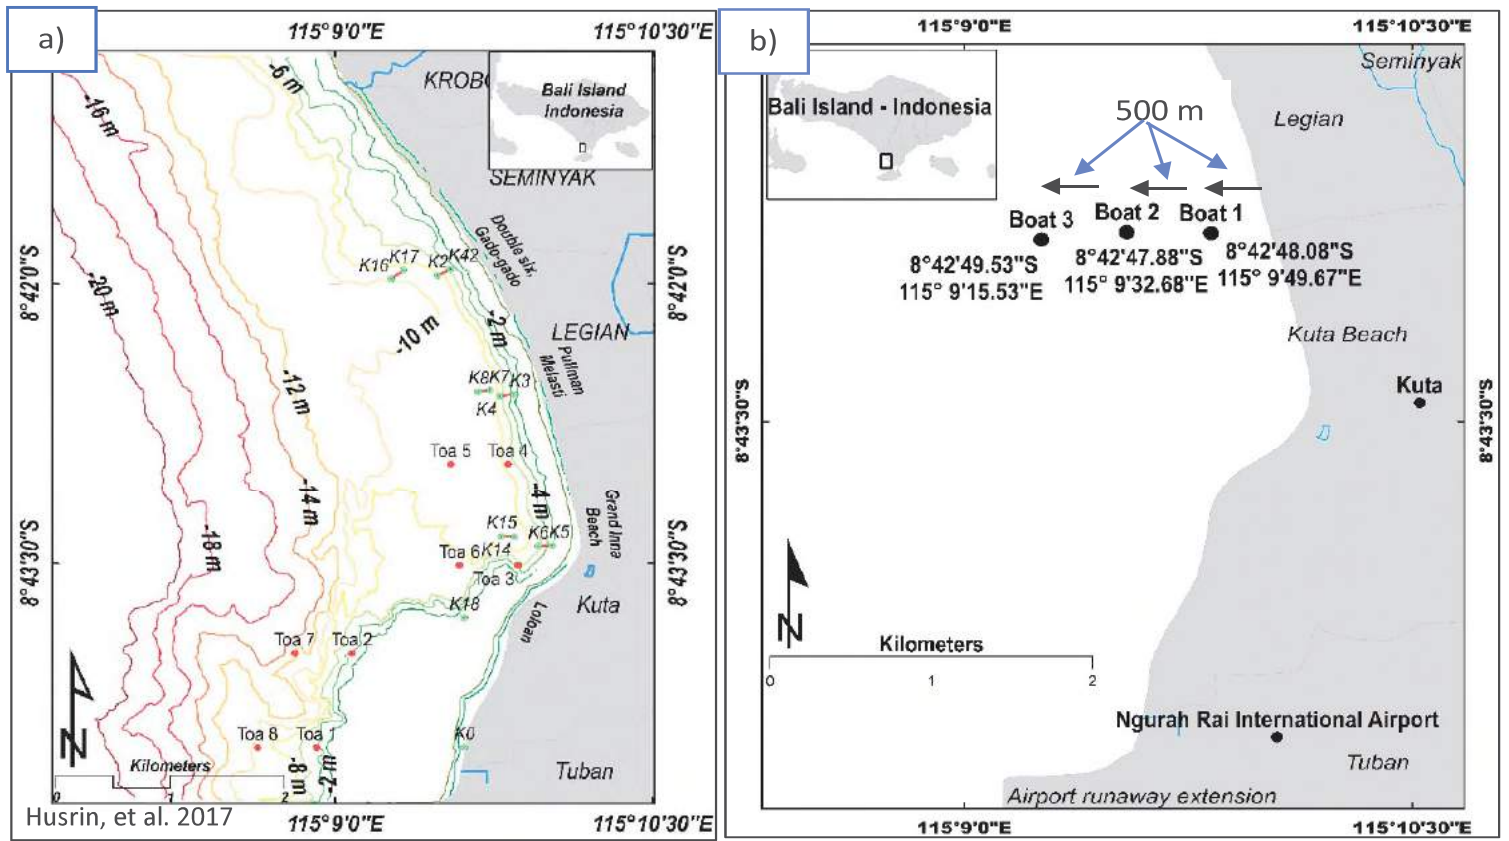 a)
115°9'0"E
115°10'30"E
-6 m
-16 m
KROBO
Bali Island
Indonesia
SEMINYAK
Double six,
Gado-gado
K16
K17
K2
K42
8°42'0"S
8°42'0"S
-20 m
-10 m
-2 m
LEGIAN
Pullman
Melasti
K8
K7
K3
K4
-12 m
Toa 5
Toa 4
-14 m
-4 m
Grand Inna
Beach
K15
K6
K5
-18 m
Toa 6
K14
Toa 3
8°43'30"S
8°43'30"S
K18
Loloan
Kuta
Toa 7
Toa 2
N
Toa 8
Toa 1
K0
Kilometers
-8 m
-2 m
Tuban
0
1
2
Husrin, et al. 2017
115°9'0"E
115°10'30"E
b)
115°9'0"E
115°10'30"E
Seminyak
Bali Island - Indonesia
500 m
Legian
Boat 3
Boat 2
Boat 1
8°42'49.53"S
115° 9'15.53"E
8°42'47.88"S
115° 9'32.68"E
8°42'48.08"S
115° 9'49.67"E
Kuta Beach
Kuta
8°43'30"S
8°43'30"S
N
Kilometers
0
1
2
Ngurah Rai International Airport
Tuban
Airport runaway extension
115°9'0"E
115°10'30"E